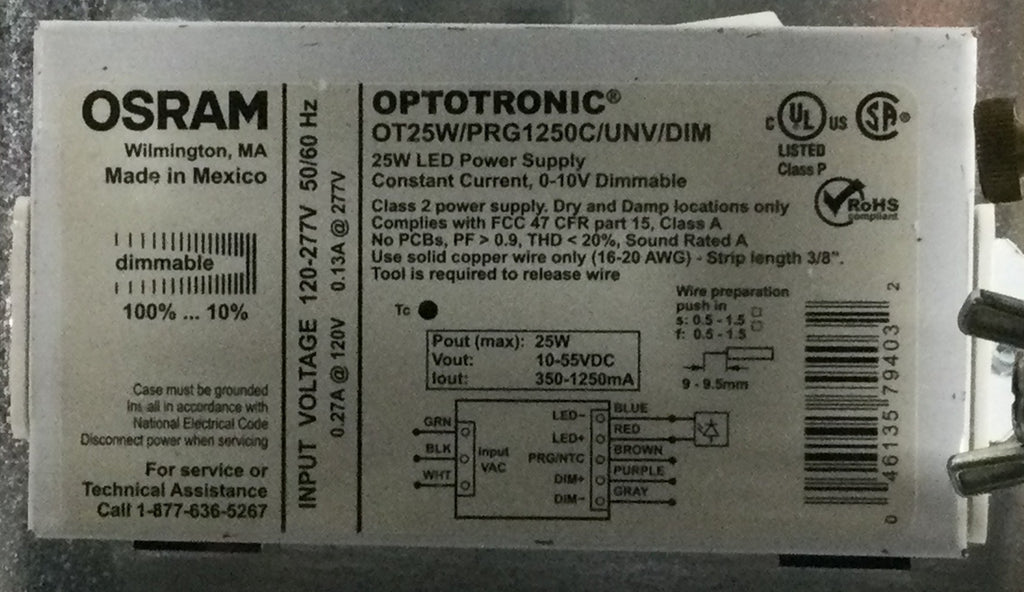 OSRAM
Wilmington, MA
Made in Mexico
dimmable
100% ... 10%
Case must be grounded
Install in accordance with
National Electrical Code
Disconnect power when servicing
For service or
Technical Assistance
Call 1-877-636-5267
INPUT VOLTAGE 120-277V 50/60 Hz
0.27A @ 120V 0.13A @ 277V
OPTOTRONIC®
OT25W/PRG1250C/UNV/DIM
25W LED Power Supply
Constant Current, 0-10V Dimmable
Class 2 power supply. Dry and Damp locations only
Complies with FCC 47 CFR part 15, Class A
No PCBs, PF > 0.9, THD < 20%, Sound Rated A
Use solid copper wire only (16-20 AWG) - Strip length 3/8".
Tool is required to release wire
c UL US
LISTED
Class P
SA®
RoHS
compliant
Tc
Wire preparation
push in
s: 0.5 - 1.5
f: 0.5 - 1.5
9 - 9.5mm
Pout (max): 25W
Vout: 10-55VDC
Iout: 350-1250mA
GRN
BLK
WHT
Input
VAC
LED- BLUE
LED+ RED
PRG/NTC BROWN
DIM+ PURPLE
DIM- GRAY
0 46135 79403 2